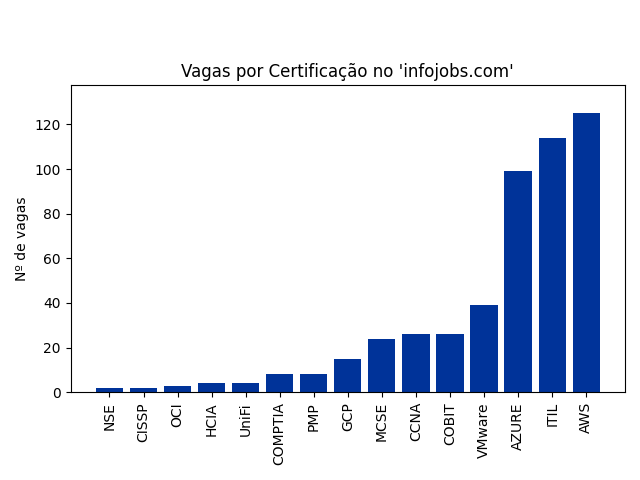 Vagas por Certificação no 'infojobs.com'
Nº de vagas
120
100
80
60
40
20
0
NSE
CISSP
OCI
HCIA
UniFi
COMPTIA
PMP
GCP
MCSE
CCNA
COBIT
VMware
AZURE
ITIL
AWS